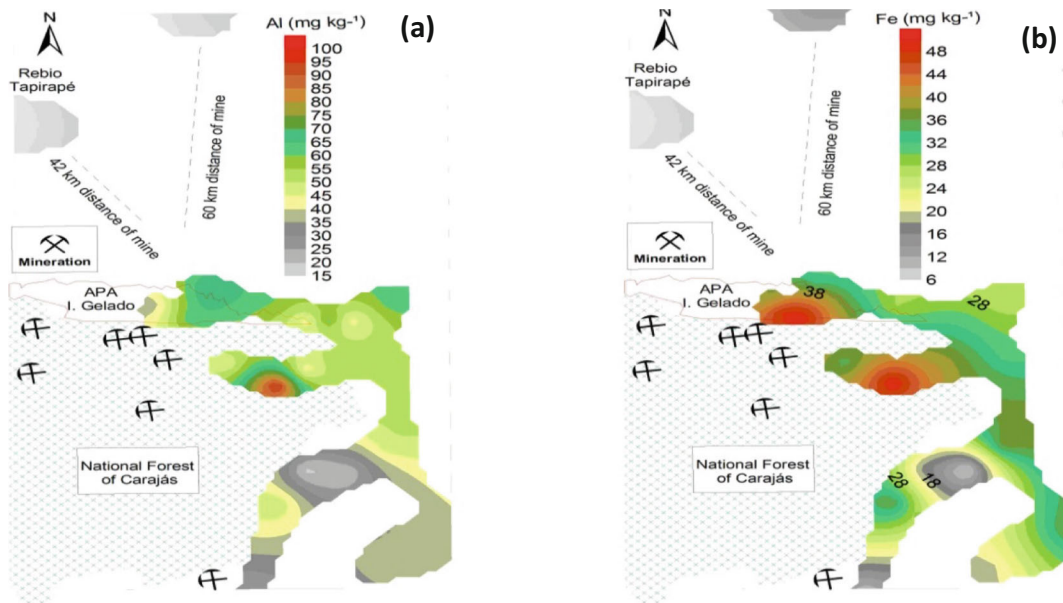 N
Al (mg kg-¹)
(a)
Rebio
Tapirapé
100
95
90
85
80
75
70
65
60
55
50
45
40
35
30
25
20
15
60 km distance of mine
42 km distance of mine
Mineration
APA
I. Gelado
National Forest
of Carajás
N
Fe (mg kg-¹)
(b)
Rebio
Tapirapé
48
44
40
36
32
28
24
20
16
12
6
60 km distance of mine
42 km distance of mine
Mineration
APA
I. Gelado
38
28
National Forest
of Carajás
28
18